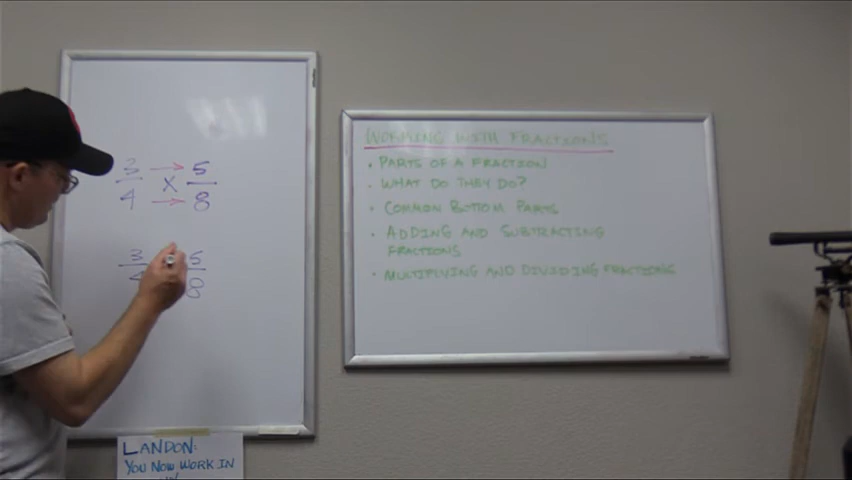 3 → 5
X
4 → 8
3 5
4 8
WORKING WITH FRACTIONS
• PARTS OF A FRACTION
• WHAT DO THEY DO?
• COMMON BOTTOM PARTS
• ADDING AND SUBTRACTING
FRACTIONS
• MULTIPLYING AND DIVIDING FRACTIONS
LANDON:
YOU NOW WORK IN